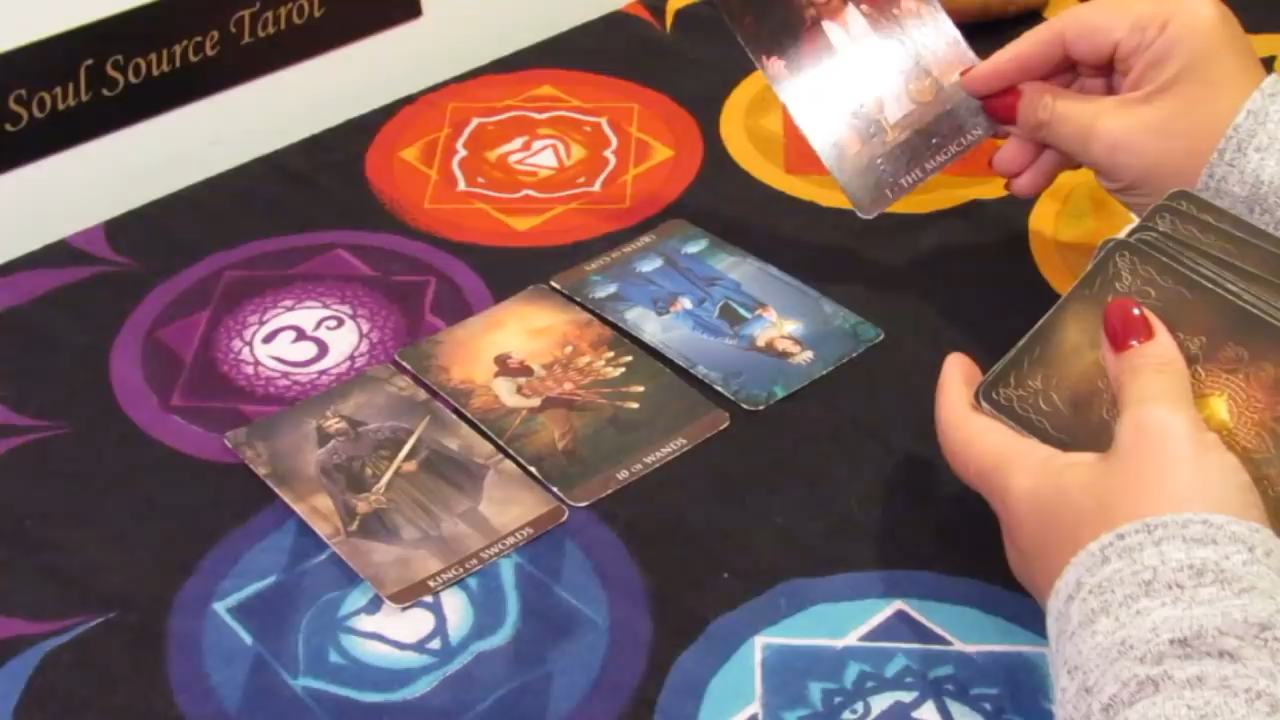 Soul Source Tarot
I - THE MAGICIAN
QUEEN OF CUPS
10 OF WANDS
KING OF SWORDS